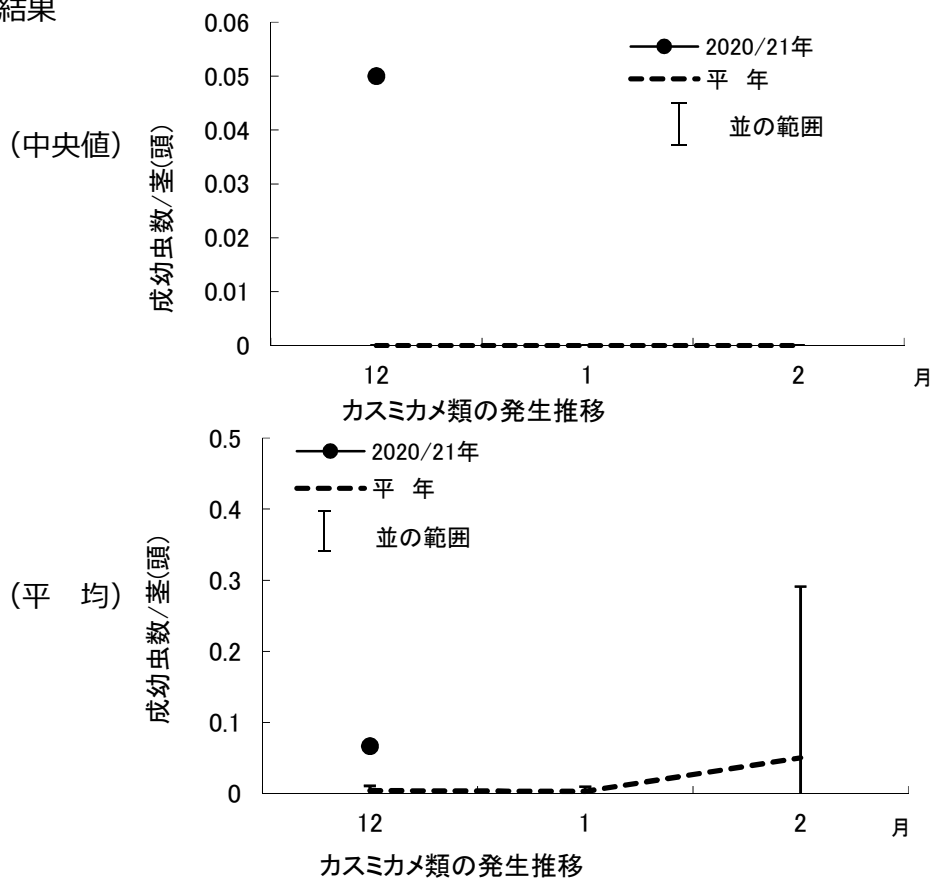 結果
(中央値)
成幼虫数/茎(頭)
0.06
0.05
0.04
0.03
0.02
0.01
0
2020/21年
平　年
並の範囲
12 1 2 月
カスミカメ類の発生推移
(平　均)
成幼虫数/茎(頭)
0.5
0.4
0.3
0.2
0.1
0
2020/21年
平　年
並の範囲
12 1 2 月
カスミカメ類の発生推移